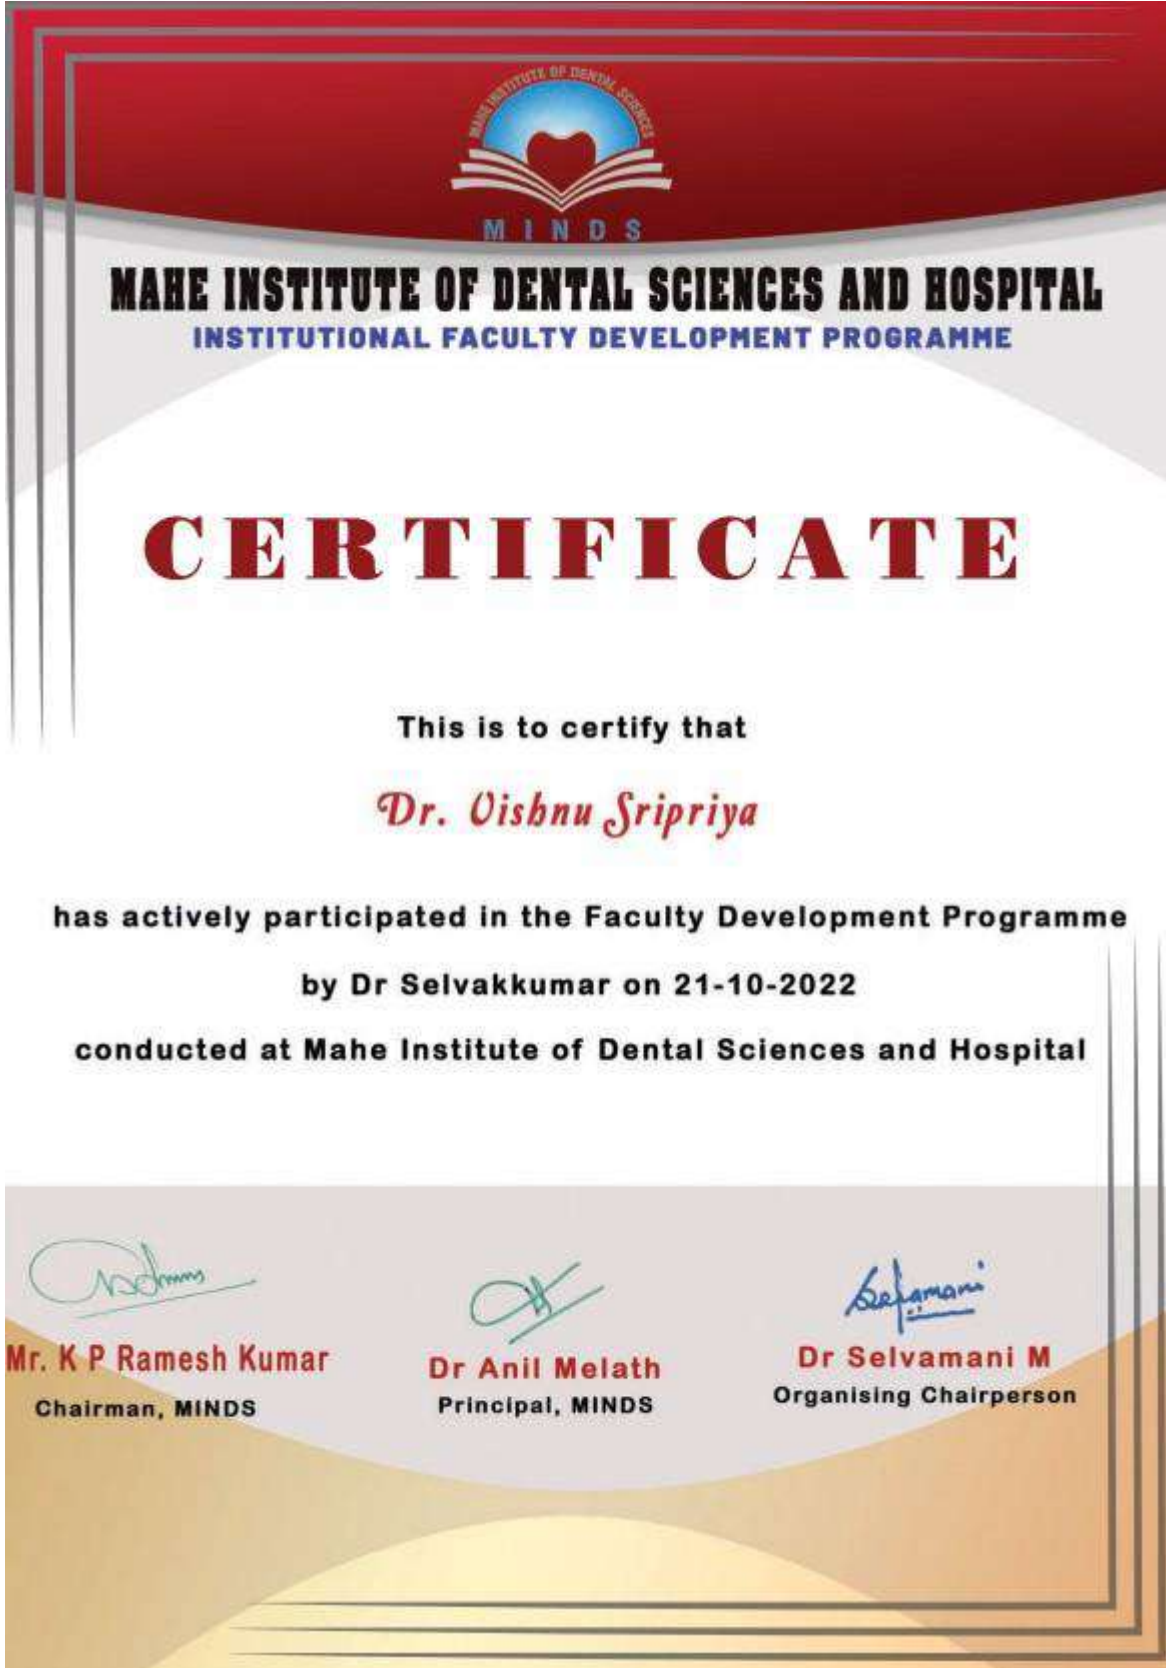 MAHE INSTITUTE OF DENTAL SCIENCES
MINDS
MAHE INSTITUTE OF DENTAL SCIENCES AND HOSPITAL
INSTITUTIONAL FACULTY DEVELOPMENT PROGRAMME
CERTIFICATE
This is to certify that
Dr. Vishnu Sripriya
has actively participated in the Faculty Development Programme
by Dr Selvakkumar on 21-10-2022
conducted at Mahe Institute of Dental Sciences and Hospital
Selvamani
Mr. K P Ramesh Kumar Dr Anil Melath Dr Selvamani M
Chairman, MINDS Principal, MINDS Organising Chairperson